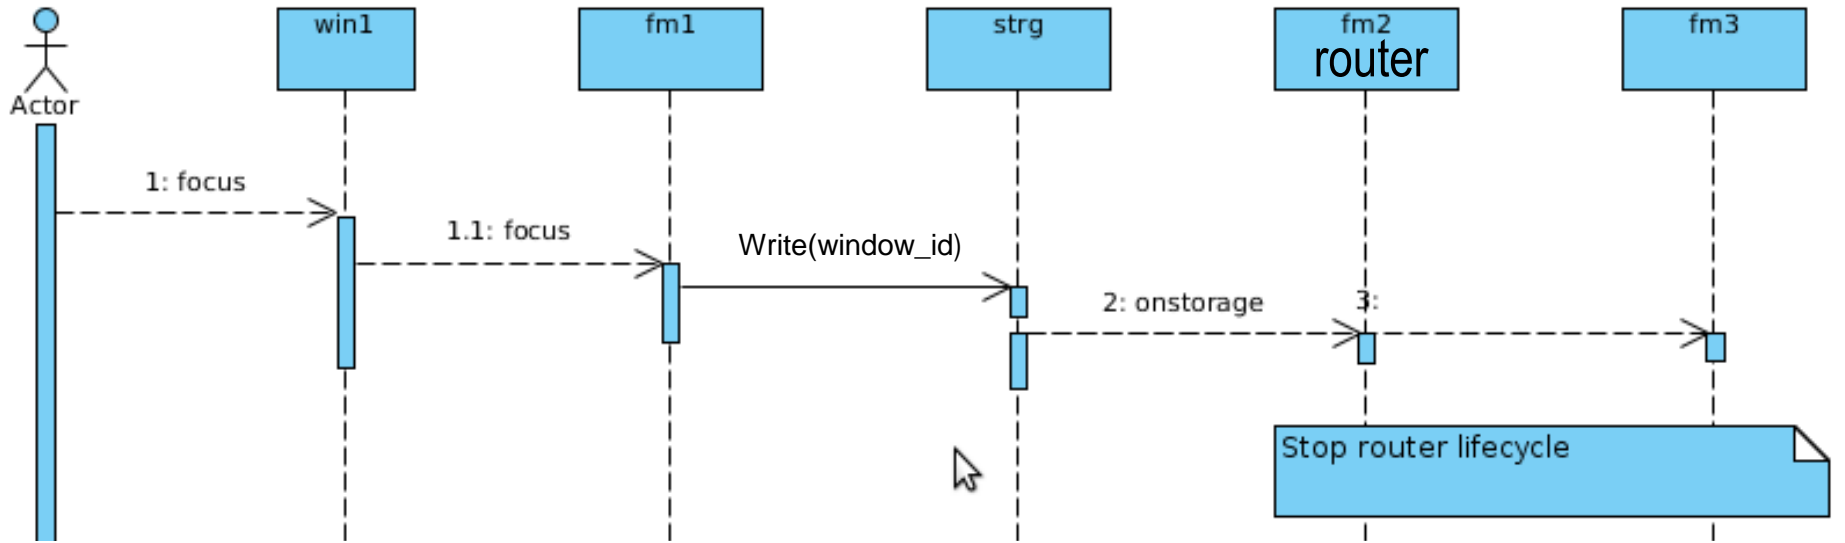 win1
fm1
strg
fm2
router
fm3
Actor
1: focus
1.1: focus
Write(window_id)
2: onstorage
3:
Stop router lifecycle